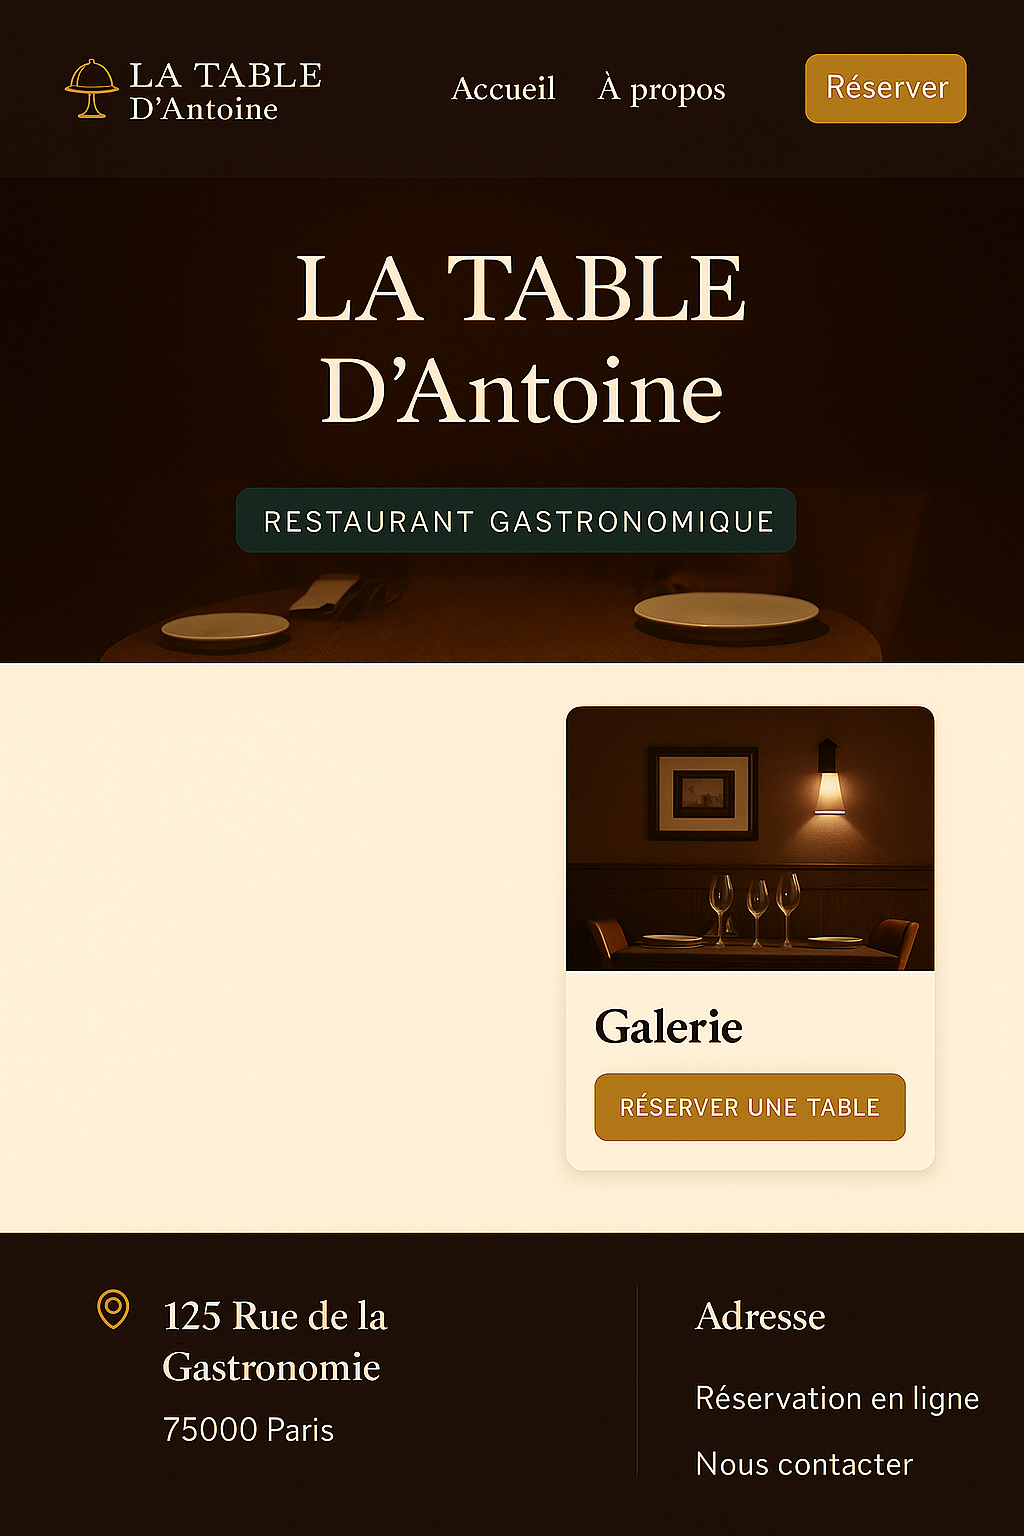 LA TABLE
D'Antoine
Accueil
À propos
Réserver
LA TABLE
D’Antoine
RESTAURANT GASTRONOMIQUE
Galerie
RÉSERVER UNE TABLE
125 Rue de la
Gastronomie
75000 Paris
Adresse
Réservation en ligne
Nous contacter